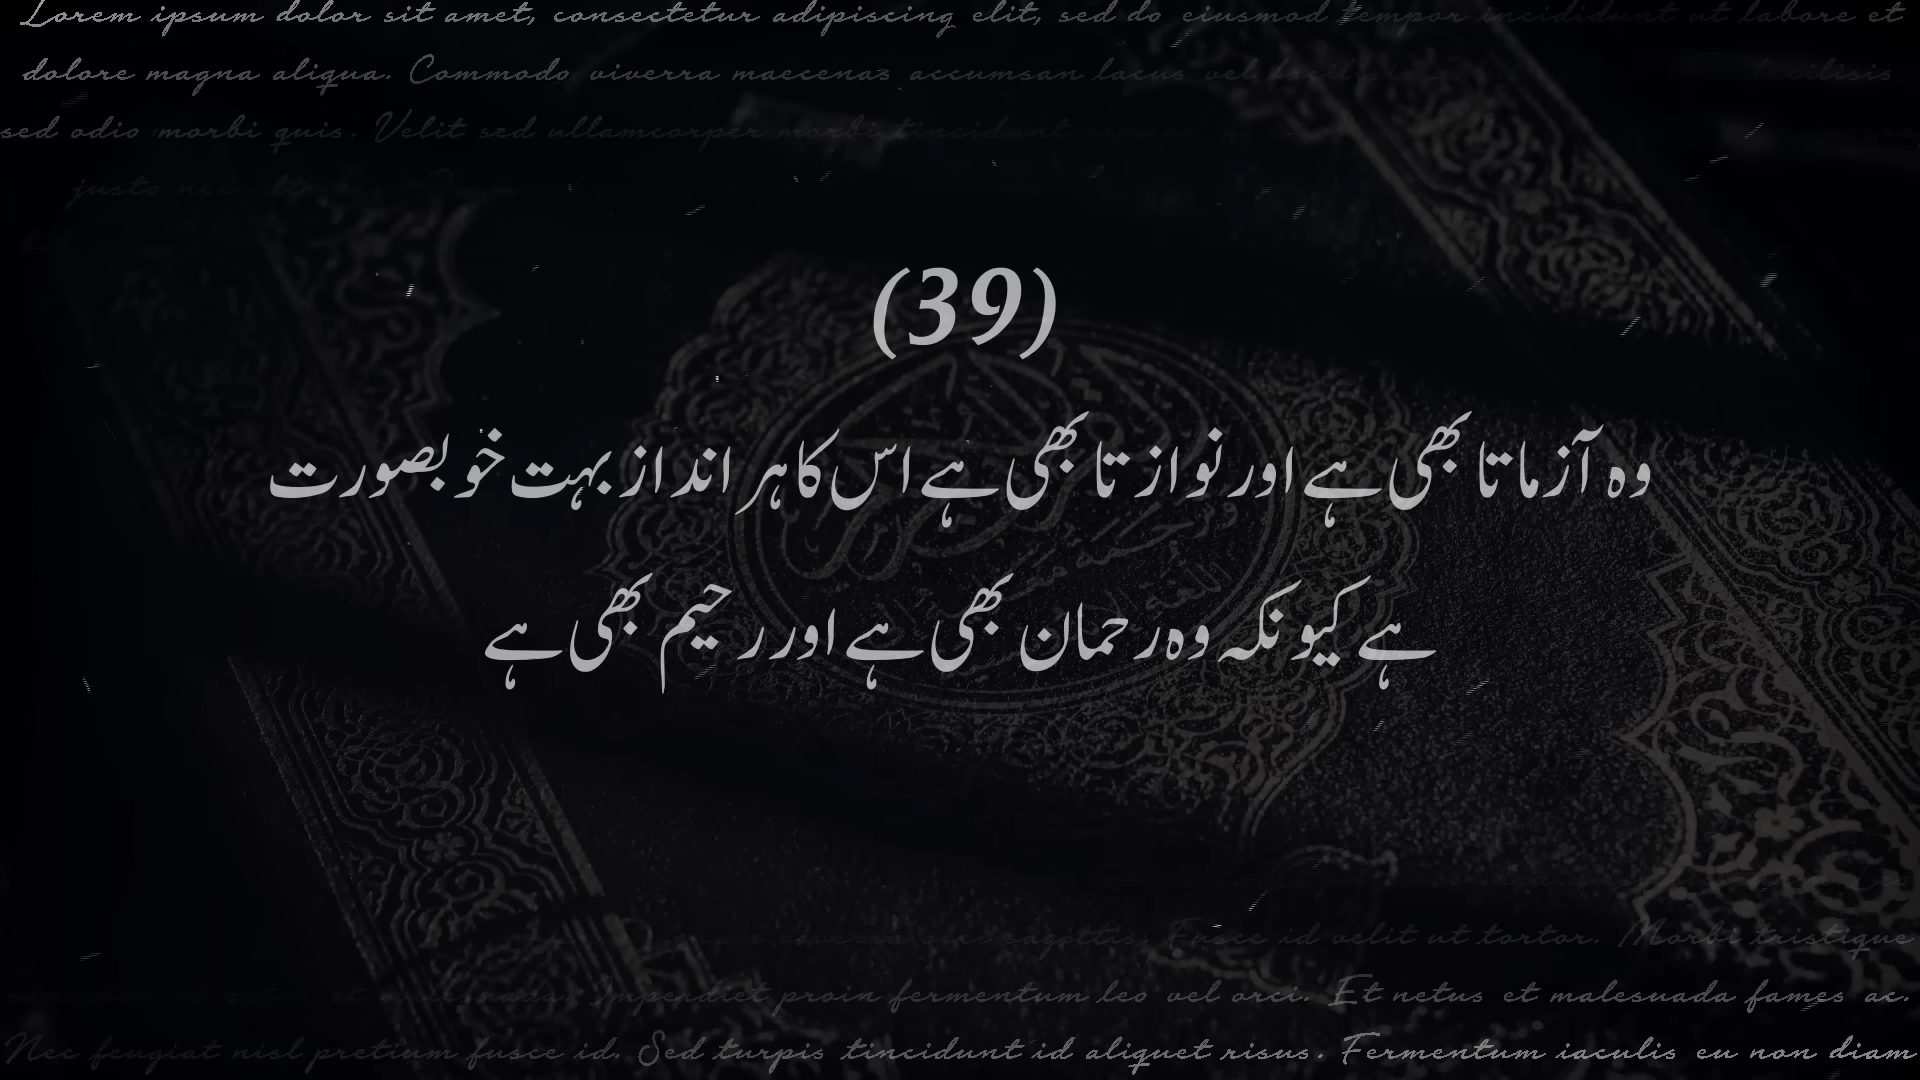 Lorem ipsum dolor sit amet, consectetur adipiscing elit, sed do eiusmod tempor incididunt ut labore et
dolore magna aliqua. Commodo viverra maecenas accumsan lacus vel facilisis
sed odio morbi quis. Velit sed ullamcorper morbi tincidunt
justo nec
(39)
وہ آزماتا بھی ہے اور نوازتا بھی ہے اس کا ہر انداز بہت خوبصورت
ہے کیونکہ وہ رحمان بھی ہے اور رحیم بھی ہے
sagittis. Fusce id velit ut tortor. Morbi tristique
Imperdiet proin fermentum leo vel orci. Et netus et malesuada fames ac.
Nec feugiat nisl pretium fusce id. Sed turpis tincidunt id aliquet risus. Fermentum iaculis eu non diam